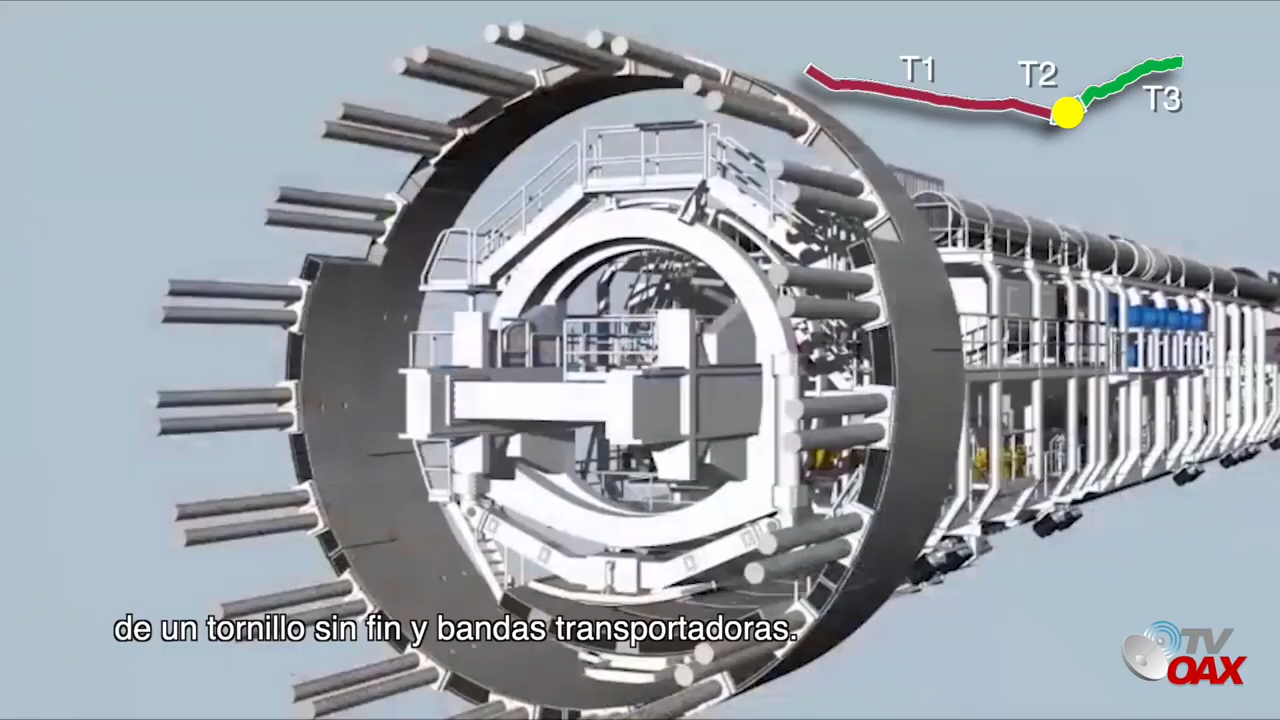 T1
T2
T3
de un tornillo sin fin y bandas transportadoras.
TV
OAX